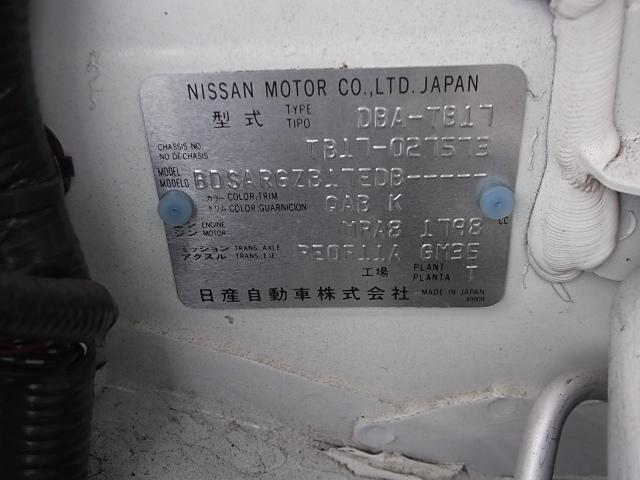 NISSAN MOTOR CO.,LTD. JAPAN
型式 TYPE TIPO DBA-TB17
CHASSIS NO NO DE CHASIS TB17-027573
MODEL MODELO BDSARGZB17EDB-----
カラー COLOR,TRIM トリム COLOR,GUARNICION QAB K
エンジン ENGINE MOTOR MRA8 1798 CC
ミッション TRANS. AXLE アクスル TRANS. EJE RE0F11A GM35
工場 PLANT PLANTA T
日産自動車株式会社 MADE IN JAPAN